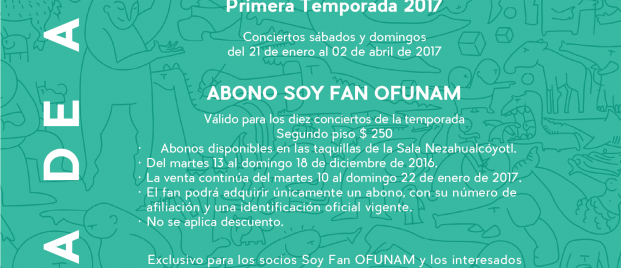 Primera Temporada 2017
Conciertos sábados y domingos
del 21 de enero al 02 de abril de 2017
ABONO SOY FAN OFUNAM
Válido para los diez conciertos de la temporada
Segundo piso $ 250
· Abonos disponibles en las taquillas de la Sala Nezahualcóyotl.
· Del martes 13 al domingo 18 de diciembre de 2016.
· La venta continúa del martes 10 al domingo 22 de enero de 2017.
· El fan podrá adquirir únicamente un abono, con su número de
afiliación y una identificación oficial vigente.
· No se aplica descuento.
Exclusivo para los socios Soy Fan OFUNAM y los interesados
A DE A